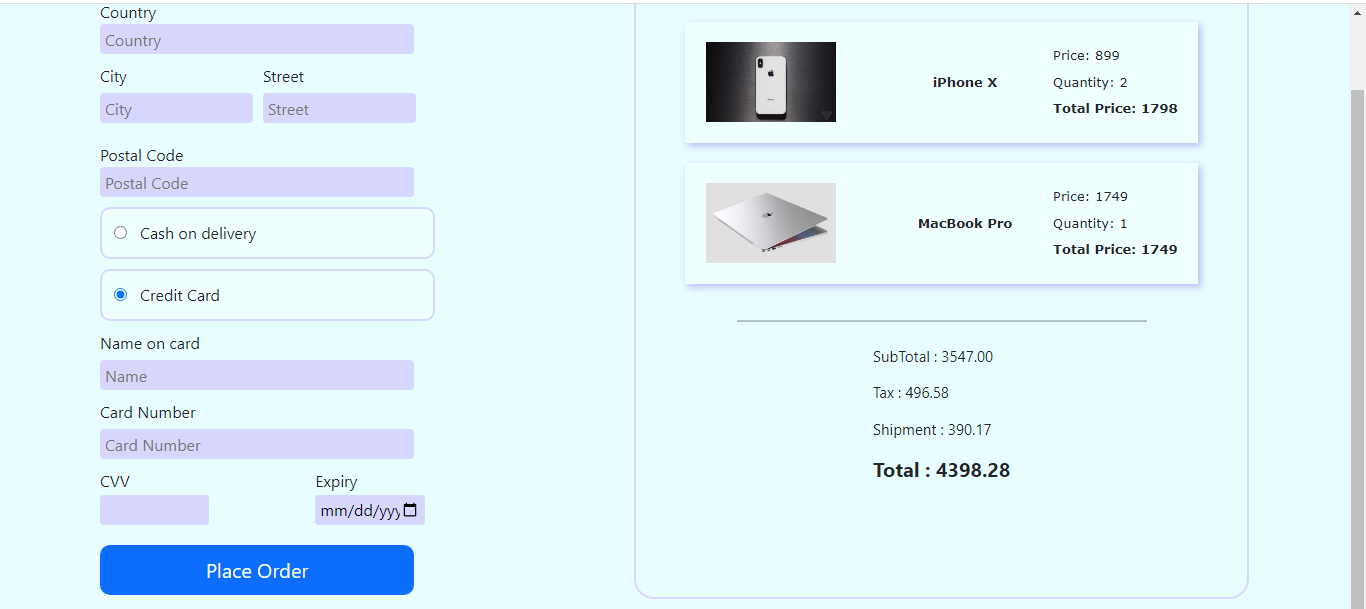 Country
Country
City
Street
City
Street
Postal Code
Postal Code
Cash on delivery
Credit Card
Name on card
Name
Card Number
Card Number
CVV
Expiry
mm/dd/yyy
Place Order
iPhone X
Price: 899
Quantity: 2
Total Price: 1798
MacBook Pro
Price: 1749
Quantity: 1
Total Price: 1749
SubTotal : 3547.00
Tax : 496.58
Shipment : 390.17
Total : 4398.28